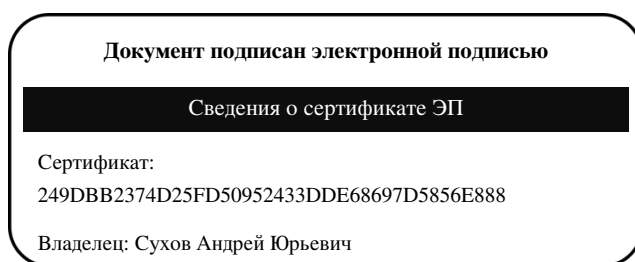 Документ подписан электронной подписью
Сведения о сертификате ЭП
Сертификат:
249DBB2374D25FD50952433DDE68697D5856E888
Владелец: Сухов Андрей Юрьевич